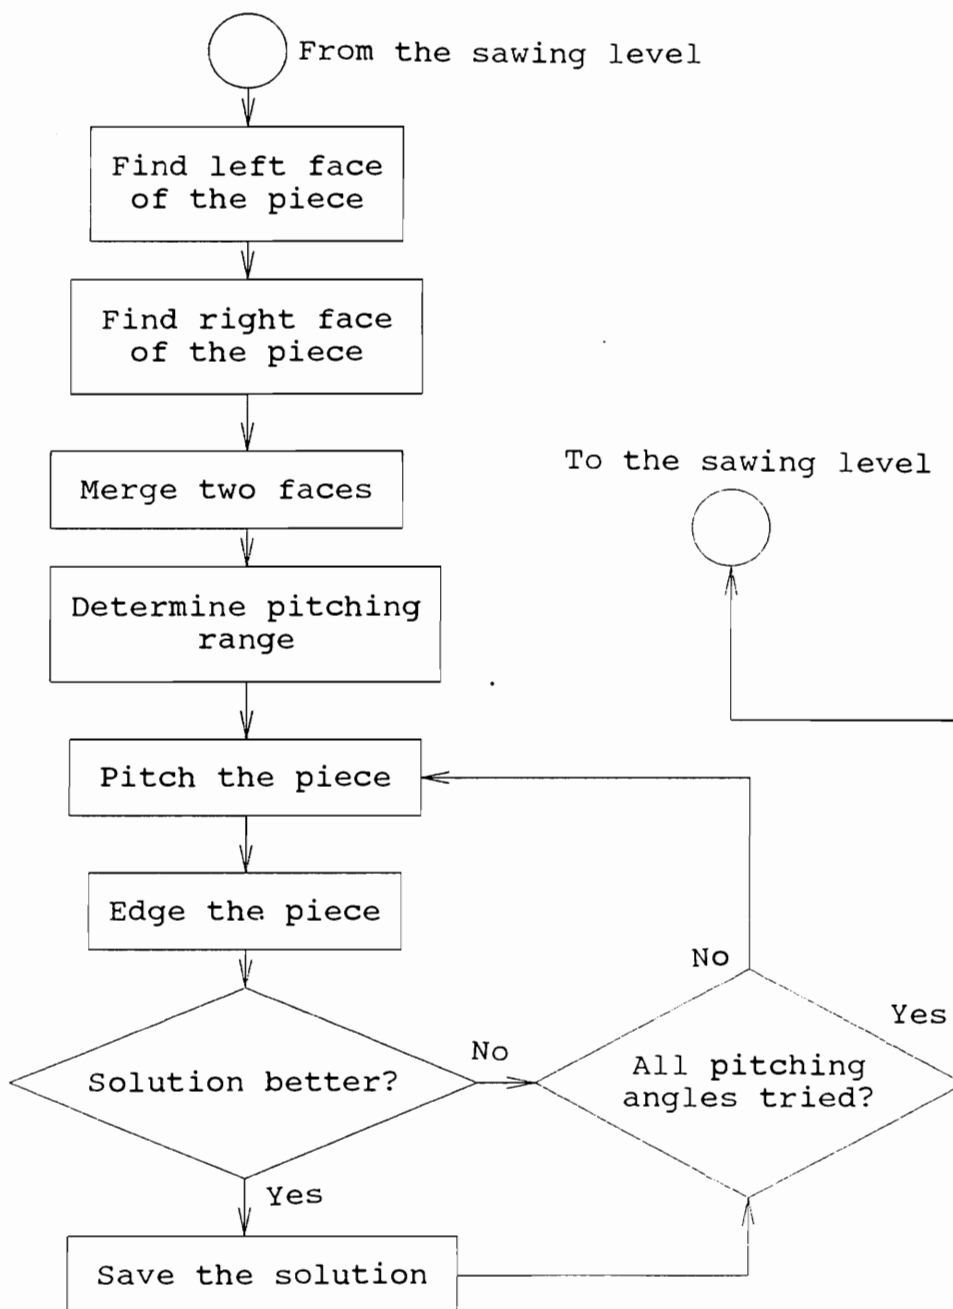 From the sawing level
Find left face
of the piece
Find right face
of the piece
To the sawing level
Merge two faces
Determine pitching
range
Pitch the piece
Edge the piece
No
Yes
Solution better?
No
All pitching
angles tried?
Yes
Save the solution